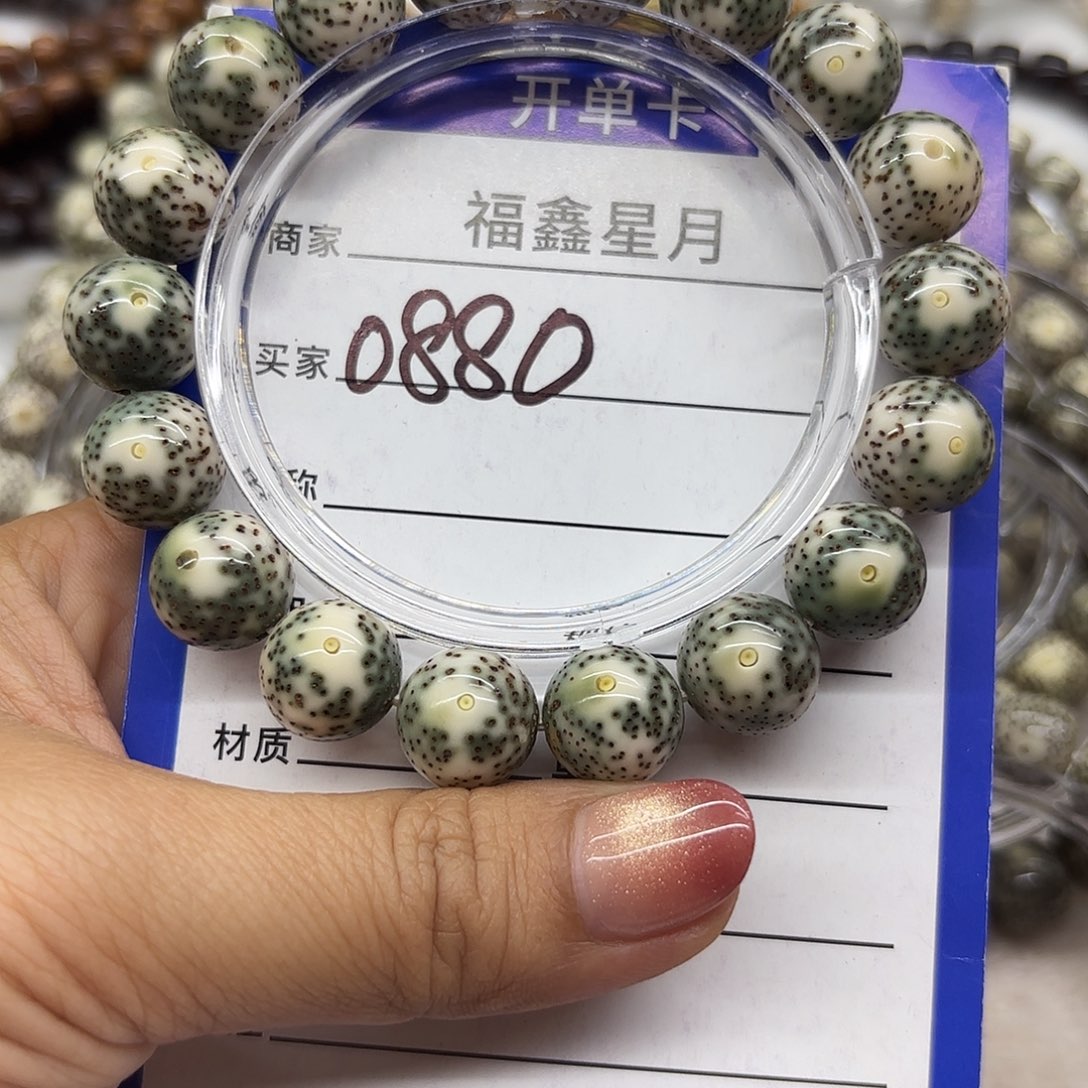 开单卡
商家 福鑫星月
买家 0880
称
材质